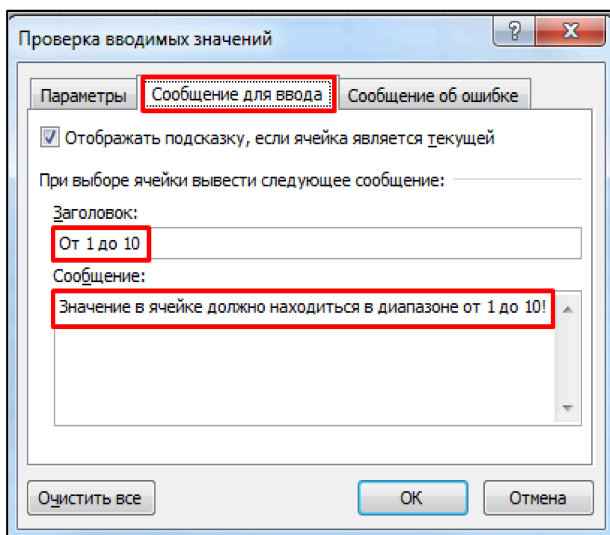 Проверка вводимых значений
Параметры Сообщение для ввода Сообщение об ошибке
Отображать подсказку, если ячейка является текущей
При выборе ячейки вывести следующее сообщение:
Заголовок:
От 1 до 10
Сообщение:
Значение в ячейке должно находиться в диапазоне от 1 до 10!
Очистить все ОК Отмена